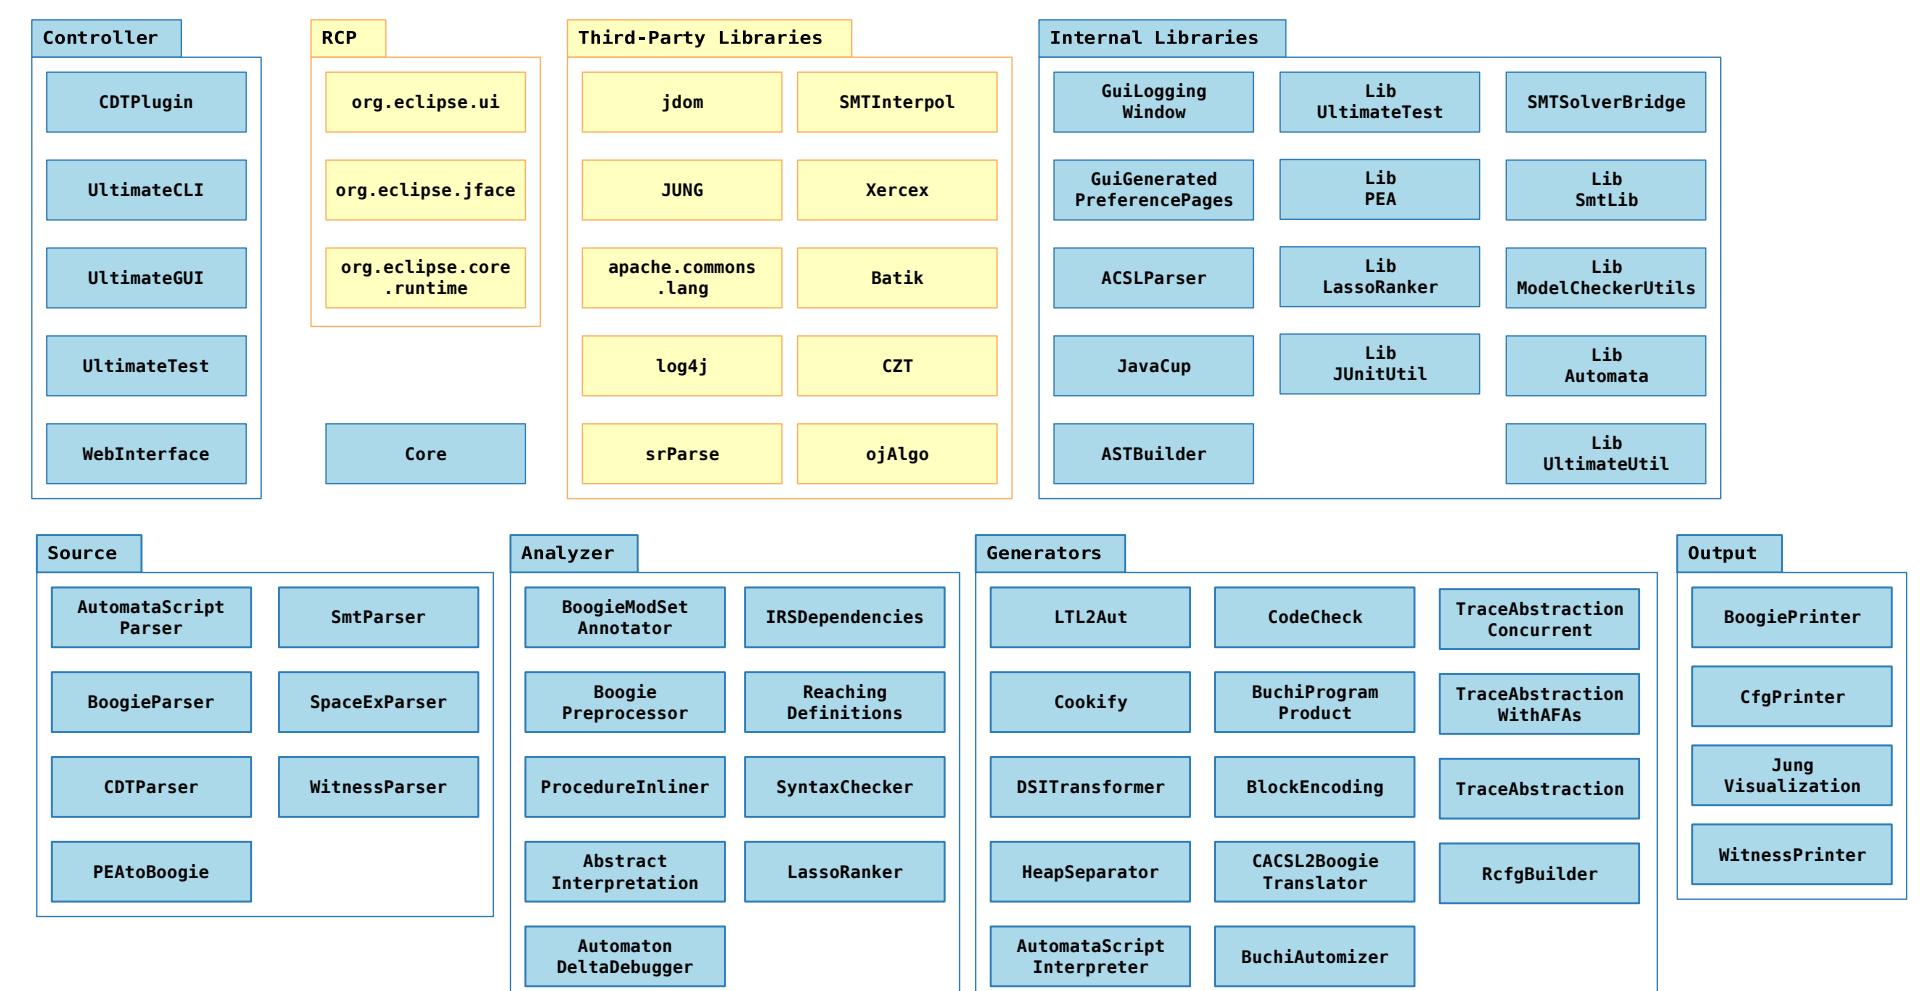 Controller
CDTPlugin
UltimateCLI
UltimateGUI
UltimateTest
WebInterface
RCP
org.eclipse.ui
org.eclipse.jface
org.eclipse.core
.runtime
Core
Third-Party Libraries
jdom
SMTInterpol
JUNG
Xercex
apache.commons
.lang
Batik
log4j
CZT
srParse
ojAlgo
Internal Libraries
GuiLogging
Window
Lib
UltimateTest
SMTSolverBridge
GuiGenerated
PreferencePages
Lib
PEA
Lib
SmtLib
ACSLParser
Lib
LassoRanker
Lib
ModelCheckerUtils
JavaCup
Lib
JUnitUtil
Lib
Automata
ASTBuilder
Lib
UltimateUtil
Source
AutomataScript
Parser
SmtParser
BoogieParser
SpaceExParser
CDTParser
WitnessParser
PEAtoBoogie
Analyzer
BoogieModSet
Annotator
IRSDependencies
Boogie
Preprocessor
Reaching
Definitions
ProcedureInliner
SyntaxChecker
Abstract
Interpretation
LassoRanker
Automaton
DeltaDebugger
Generators
LTL2Aut
CodeCheck
TraceAbstraction
Concurrent
Cookify
BuchiProgram
Product
TraceAbstraction
WithAFAs
DSITransformer
BlockEncoding
TraceAbstraction
HeapSeparator
CACSL2Boogie
Translator
RcfgBuilder
AutomataScript
Interpreter
BuchiAutomizer
Output
BoogiePrinter
CfgPrinter
Jung
Visualization
WitnessPrinter